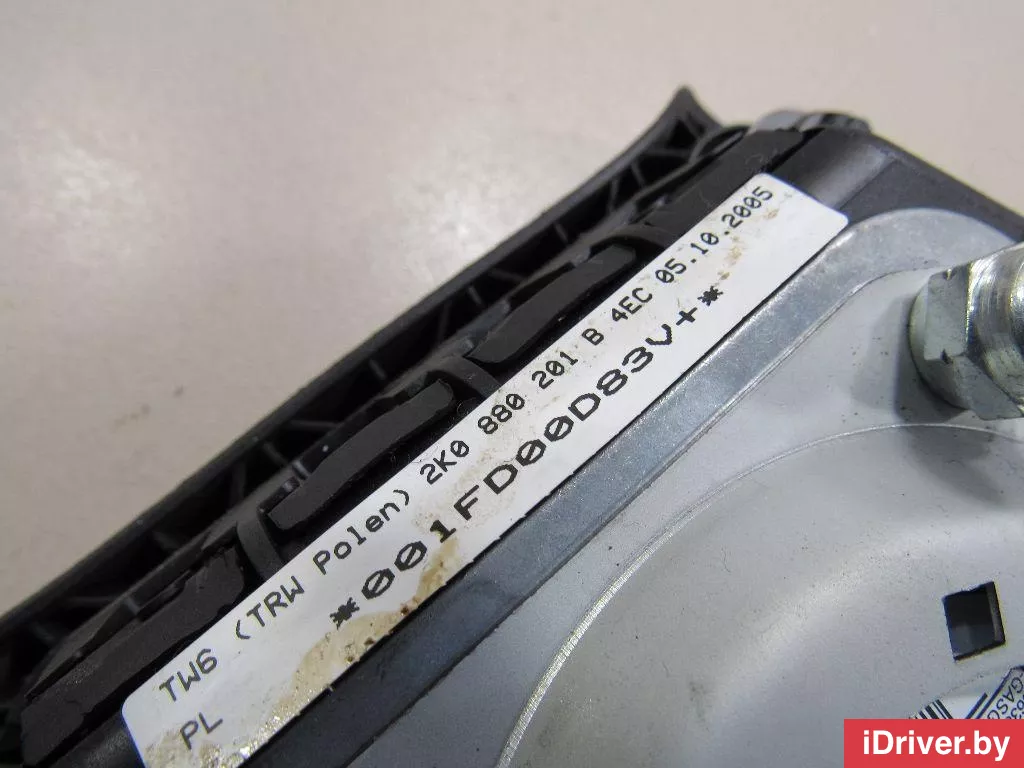 TW6 (TRW Polen) 2K0 880 201 B 4EC 05.10.2005
PL *001FD00D83V+*
iDriver.by